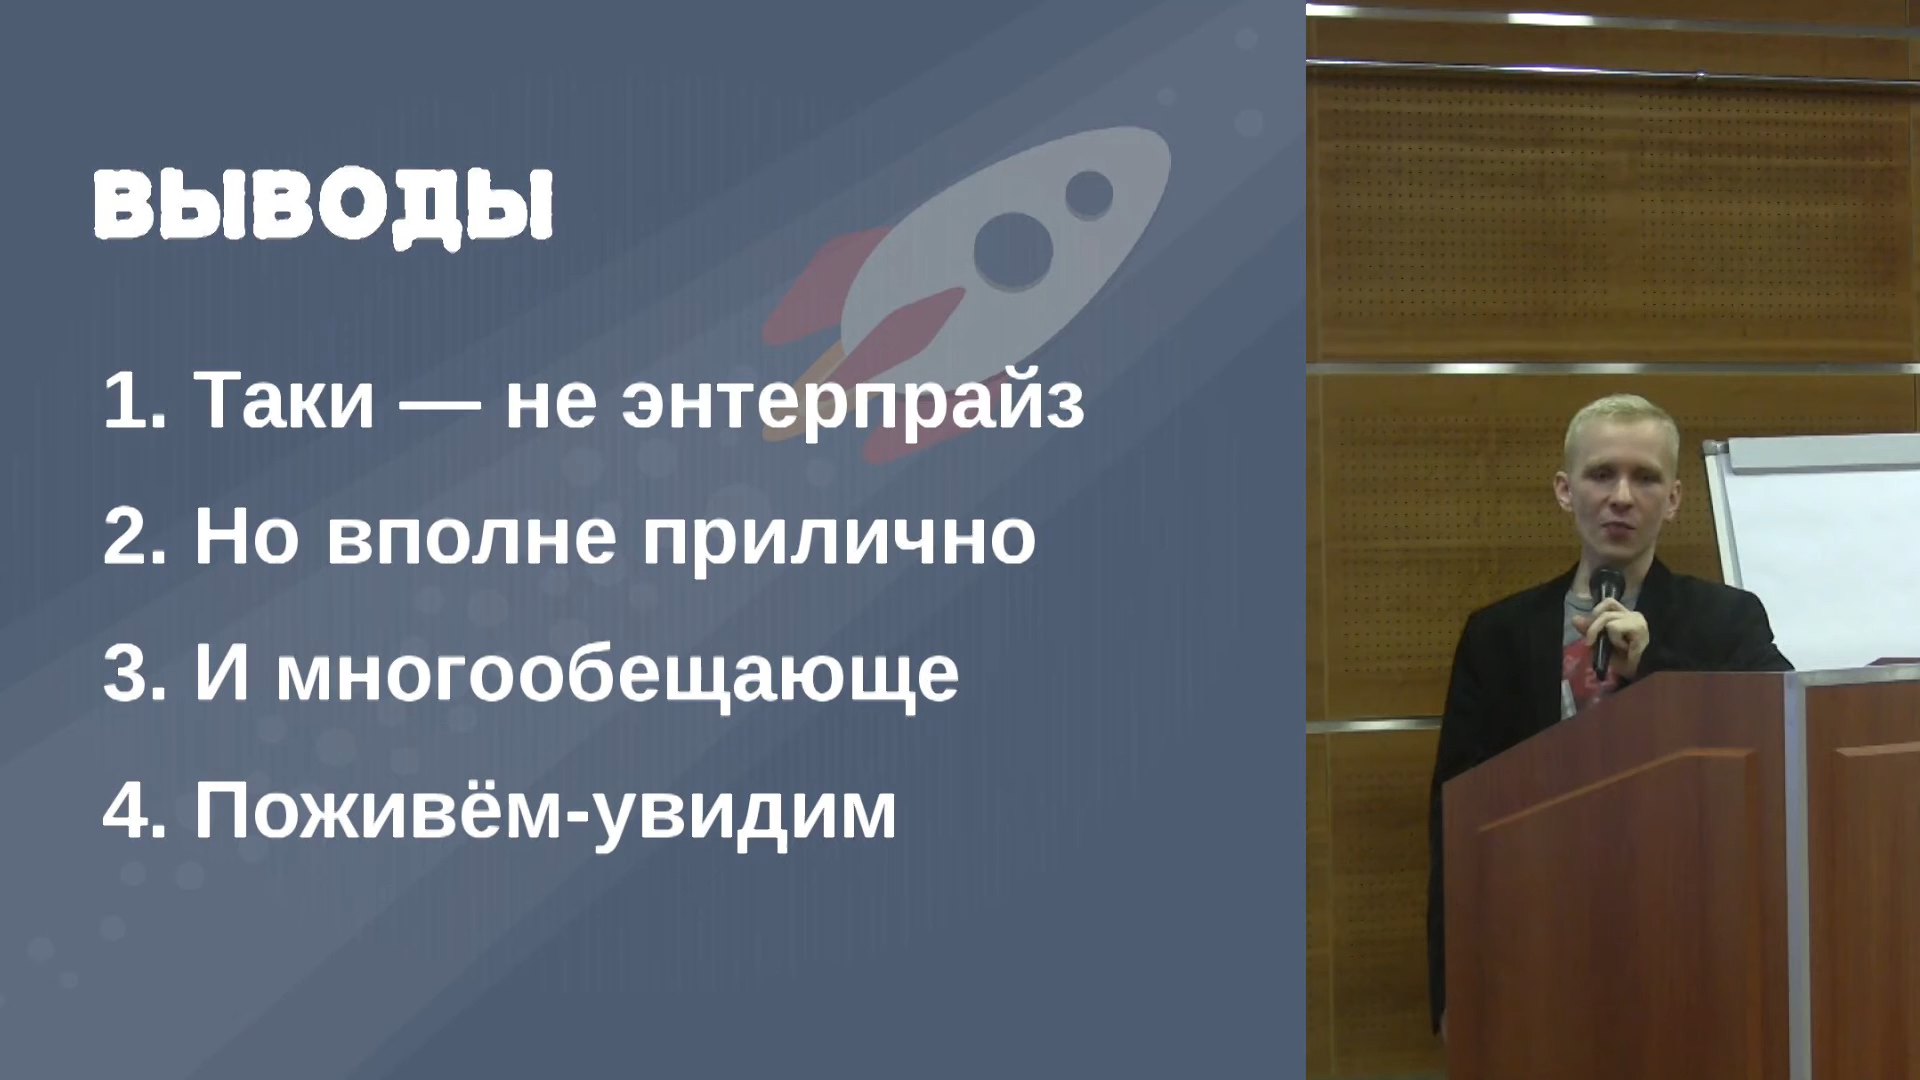 ВЫВОДЫ
1. Таки — не энтерпрайз
2. Но вполне прилично
3. И многообещающе
4. Поживём-увидим